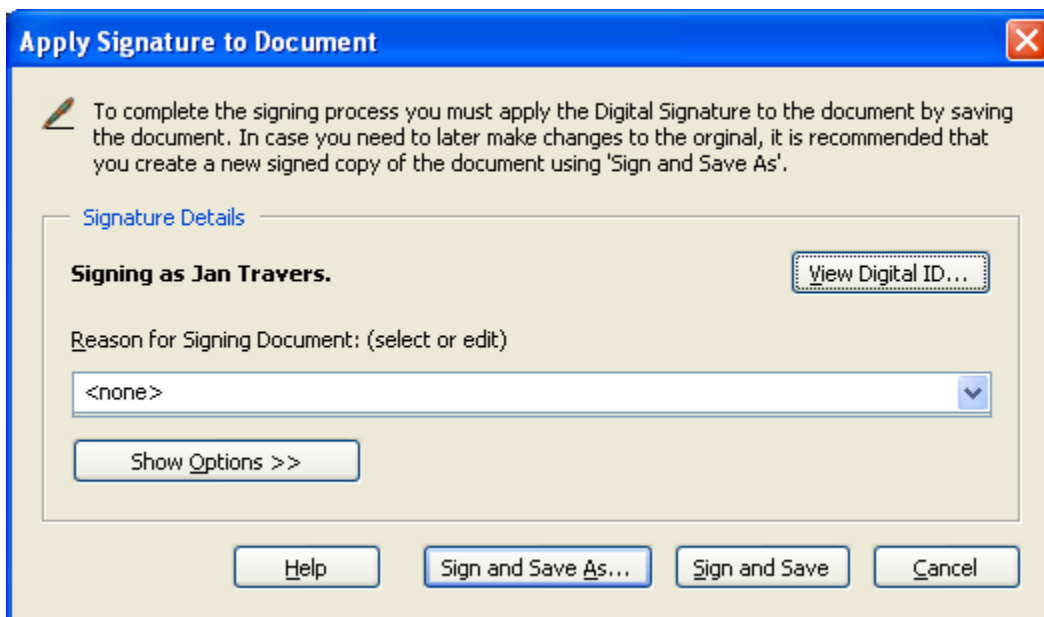 Apply Signature to Document
To complete the signing process you must apply the Digital Signature to the document by saving
the document. In case you need to later make changes to the orginal, it is recommended that
you create a new signed copy of the document using 'Sign and Save As'.
Signature Details
Signing as Jan Travers.
View Digital ID...
Reason for Signing Document: (select or edit)
<none>
Show Options >>
Help
Sign and Save As...
Sign and Save
Cancel